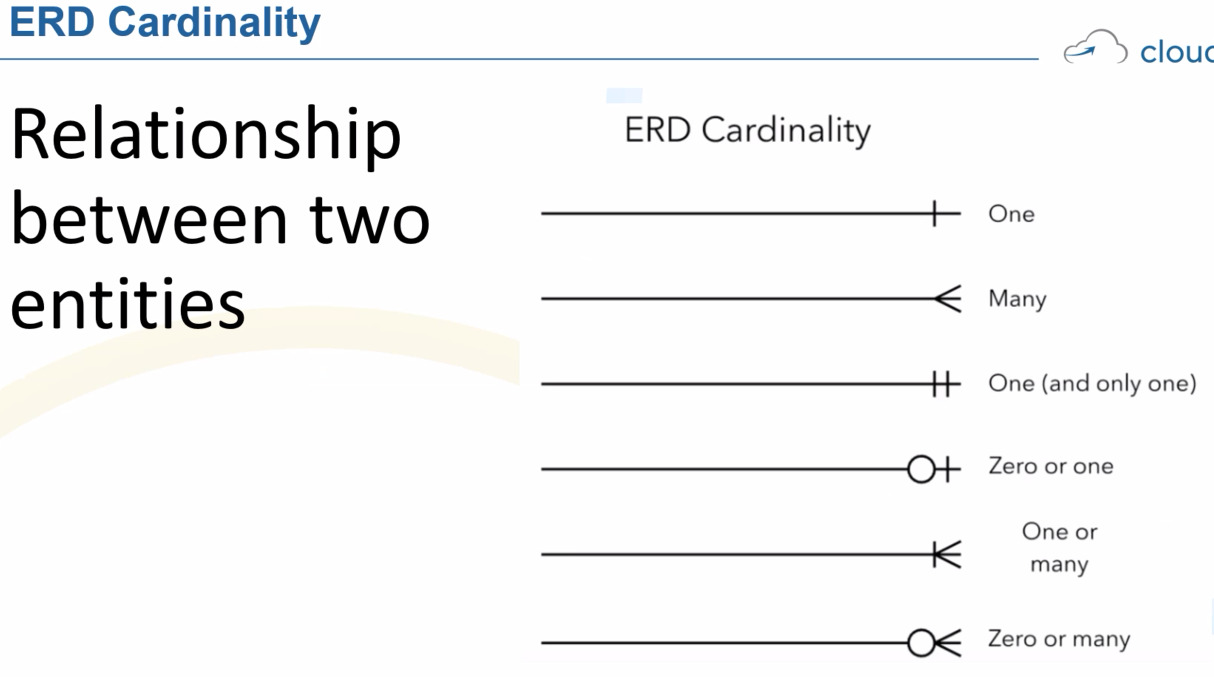 ERD Cardinality
clouc
Relationship
between two
entities
ERD Cardinality
One
Many
One (and only one)
Zero or one
One or
many
Zero or many